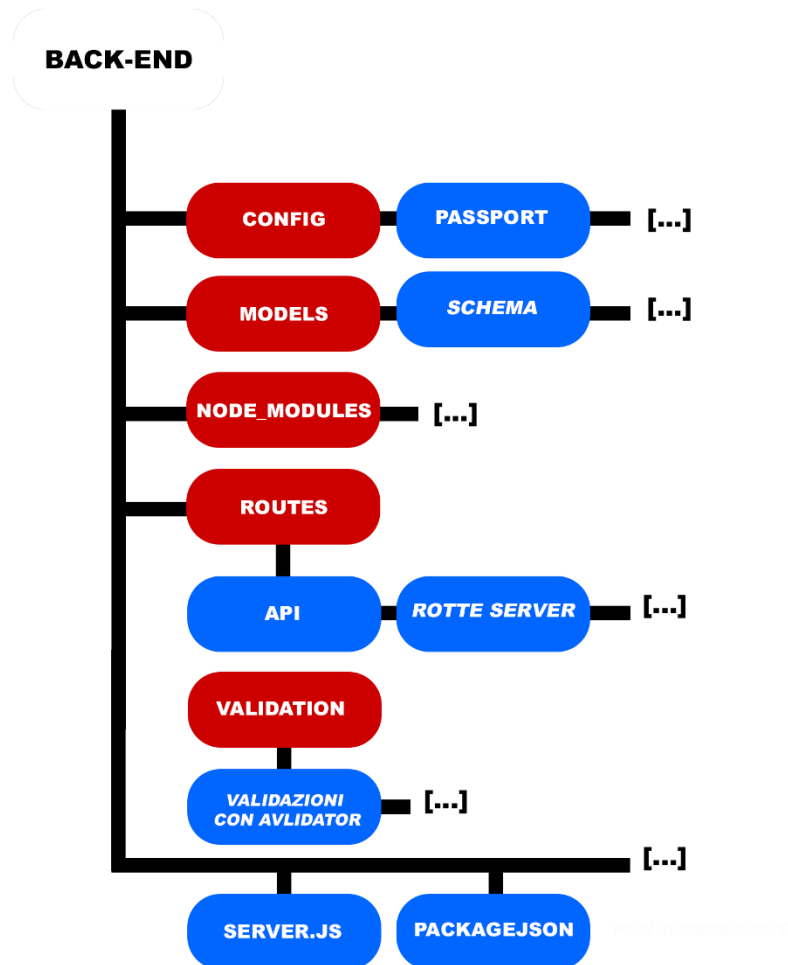 BACK-END
CONFIG
PASSPORT
[...]
MODELS
SCHEMA
[...]
NODE_MODULES
[...]
ROUTES
API
ROTTE SERVER
[...]
VALIDATION
VALIDAZIONI
CON AVLIDATOR
[...]
[...]
SERVER.JS
PACKAGEJSON